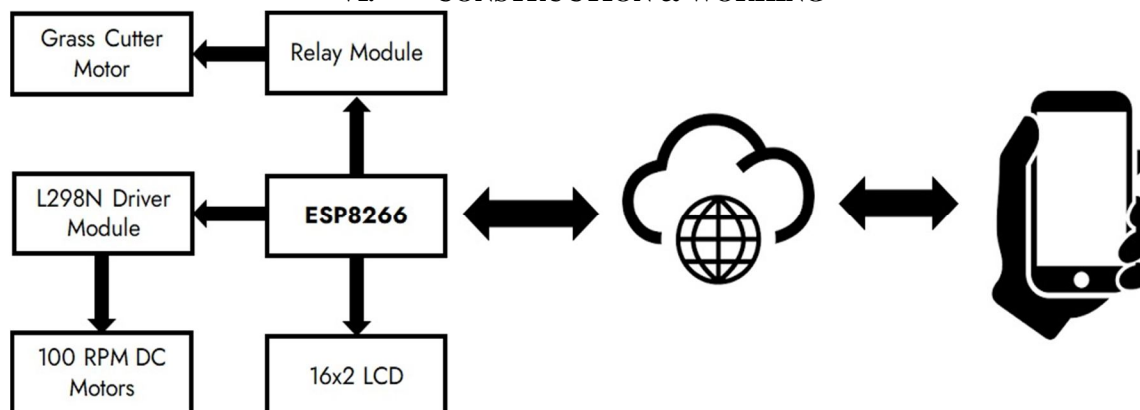 Grass Cutter
Motor
Relay Module
L298N Driver
Module
ESP8266
100 RPM DC
Motors
16x2 LCD